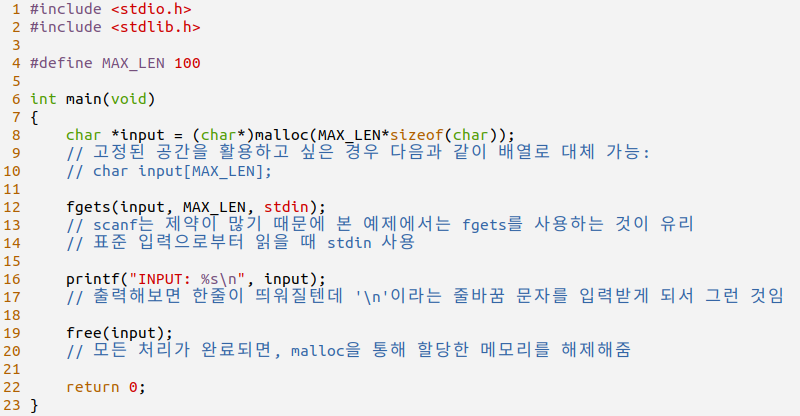 1 #include <stdio.h>
2 #include <stdlib.h>
3
4 #define MAX_LEN 100
5
6 int main(void)
7 {
8     char *input = (char*)malloc(MAX_LEN*sizeof(char));
9     // 고정된 공간을 활용하고 싶은 경우 다음과 같이 배열로 대체 가능:
10     // char input[MAX_LEN];
11
12     fgets(input, MAX_LEN, stdin);
13     // scanf는 제약이 많기 때문에 본 예제에서는 fgets를 사용하는 것이 유리
14     // 표준 입력으로부터 읽을 때 stdin 사용
15
16     printf("INPUT: %s\n", input);
17     // 출력해보면 한줄이 띄워질텐데 '\n'이라는 줄바꿈 문자를 입력받게 되서 그런 것임
18
19     free(input);
20     // 모든 처리가 완료되면, malloc을 통해 할당한 메모리를 해제해줌
21
22     return 0;
23 }